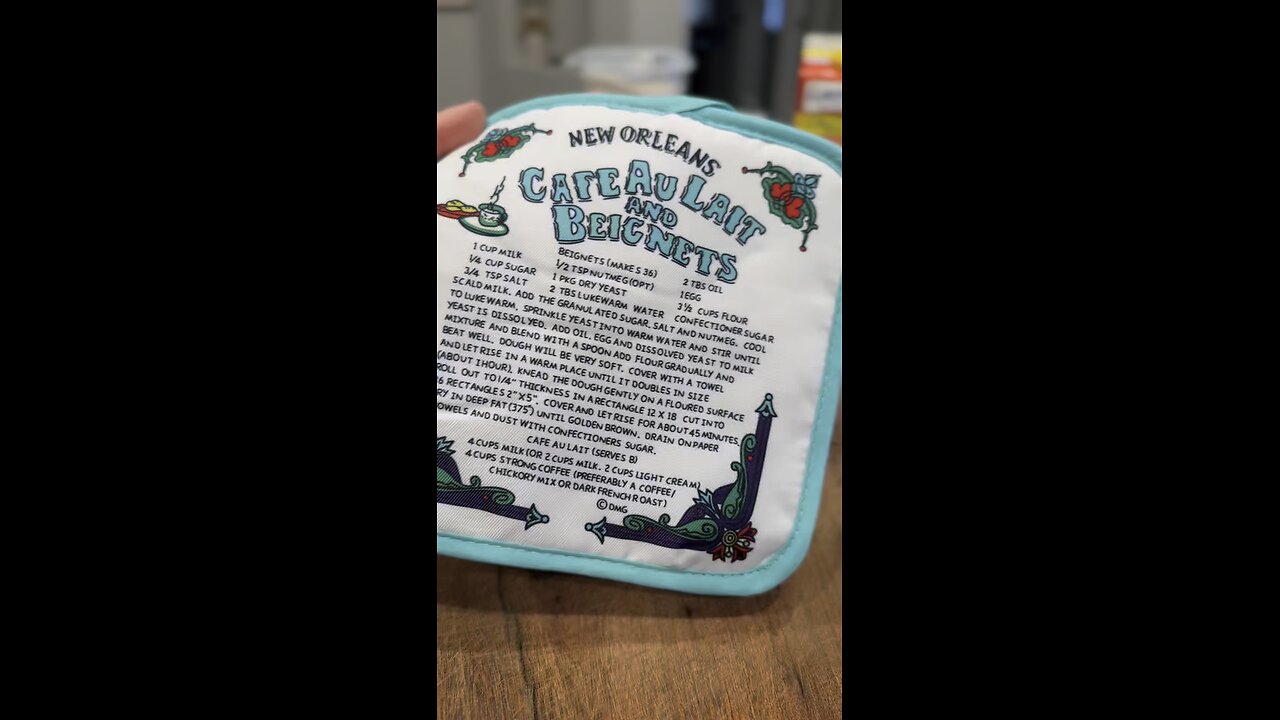 NEW ORLEANS
CAFE AU LAIT
AND
BEIGNETS
BEIGNETS (MAKES 36)
1 CUP MILK 1/2 TSP NUTMEG (OPT) 2 TBS OIL
1/4 CUP SUGAR 1 PKG DRY YEAST 1 EGG
3/4 TSP SALT 2 TBS LUKEWARM WATER 3 1/2 CUPS FLOUR
CONFECTIONER SUGAR
SCALD MILK. ADD THE GRANULATED SUGAR, SALT AND NUTMEG. COOL
TO LUKEWARM. SPRINKLE YEAST INTO WARM WATER AND STIR UNTIL
YEAST IS DISSOLVED. ADD OIL, EGG AND DISSOLVED YEAST TO MILK
MIXTURE AND BLEND WITH A SPOON ADD FLOUR GRADUALLY AND
BEAT WELL. DOUGH WILL BE VERY SOFT. COVER WITH A TOWEL
AND LET RISE IN A WARM PLACE UNTIL IT DOUBLES IN SIZE
(ABOUT 1 HOUR), KNEAD THE DOUGH GENTLY ON A FLOURED SURFACE
ROLL OUT TO 1/4" THICKNESS IN A RECTANGLE 12 X 18 CUT INTO
6 RECTANGLES 2"X5". COVER AND LET RISE FOR ABOUT 45 MINUTES.
RY IN DEEP FAT (375°) UNTIL GOLDEN BROWN. DRAIN ON PAPER
OWELS AND DUST WITH CONFECTIONERS SUGAR.
CAFE AU LAIT (SERVES 8)
4 CUPS MILK (OR 2 CUPS MILK, 2 CUPS LIGHT CREAM)
4 CUPS STRONG COFFEE (PREFERABLY A COFFEE/
CHICKORY MIX OR DARK FRENCH ROAST)
© DMG